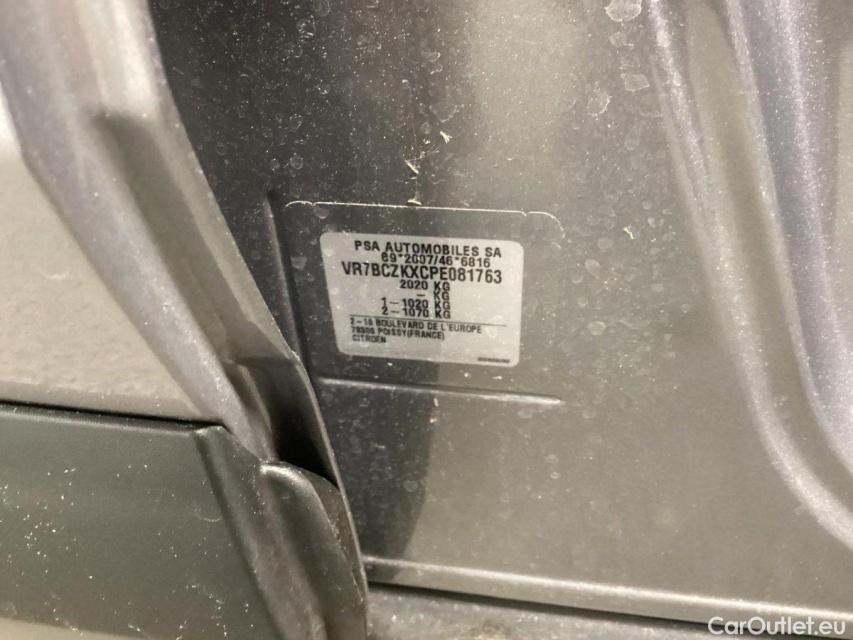 PSA AUTOMOBILES SA
e9*2007/46*6816
VR7BCZKXCPE081763
2020 KG
- KG
1-1020 KG
2-1070 KG
2-10 BOULEVARD DE L'EUROPE
78300 POISSY(FRANCE)
CITROEN
CarOutlet.eu